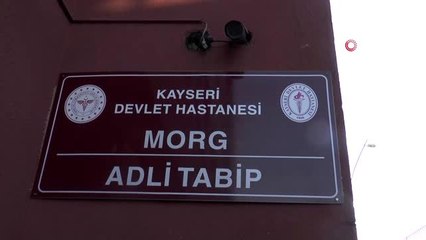 KAYSERİ
DEVLET HASTANESİ
MORG
ADLİ TABİP